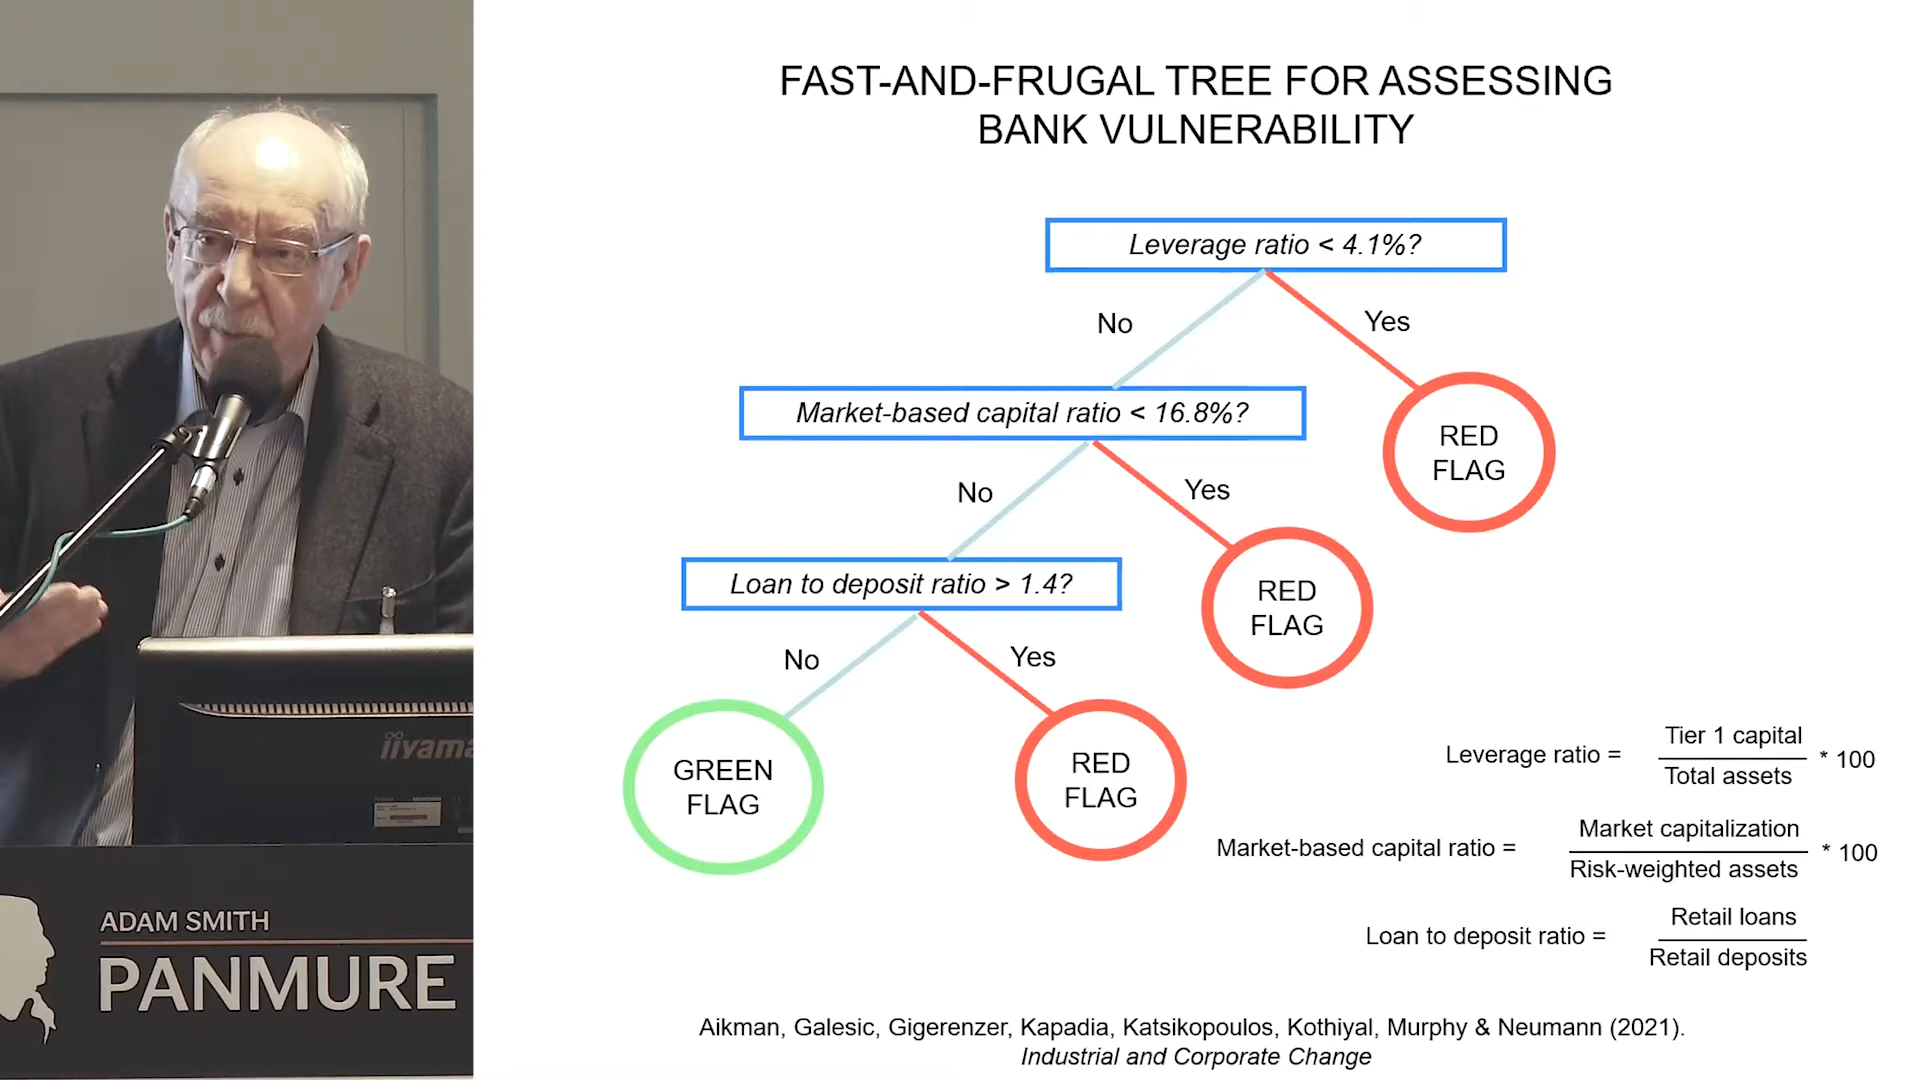 FAST-AND-FRUGAL TREE FOR ASSESSING
BANK VULNERABILITY
Leverage ratio < 4.1%?
No
Yes
Market-based capital ratio < 16.8%?
RED
FLAG
No
Yes
Loan to deposit ratio > 1.4?
RED
FLAG
No
Yes
GREEN
FLAG
RED
FLAG
Leverage ratio = Tier 1 capital
Total assets * 100
Market-based capital ratio = Market capitalization
Risk-weighted assets * 100
Loan to deposit ratio = Retail loans
Retail deposits
Aikman, Galesic, Gigerenzer, Kapadia, Katsikopoulos, Kothiyal, Murphy & Neumann (2021).
Industrial and Corporate Change
iiyama
ADAM SMITH
PANMURE